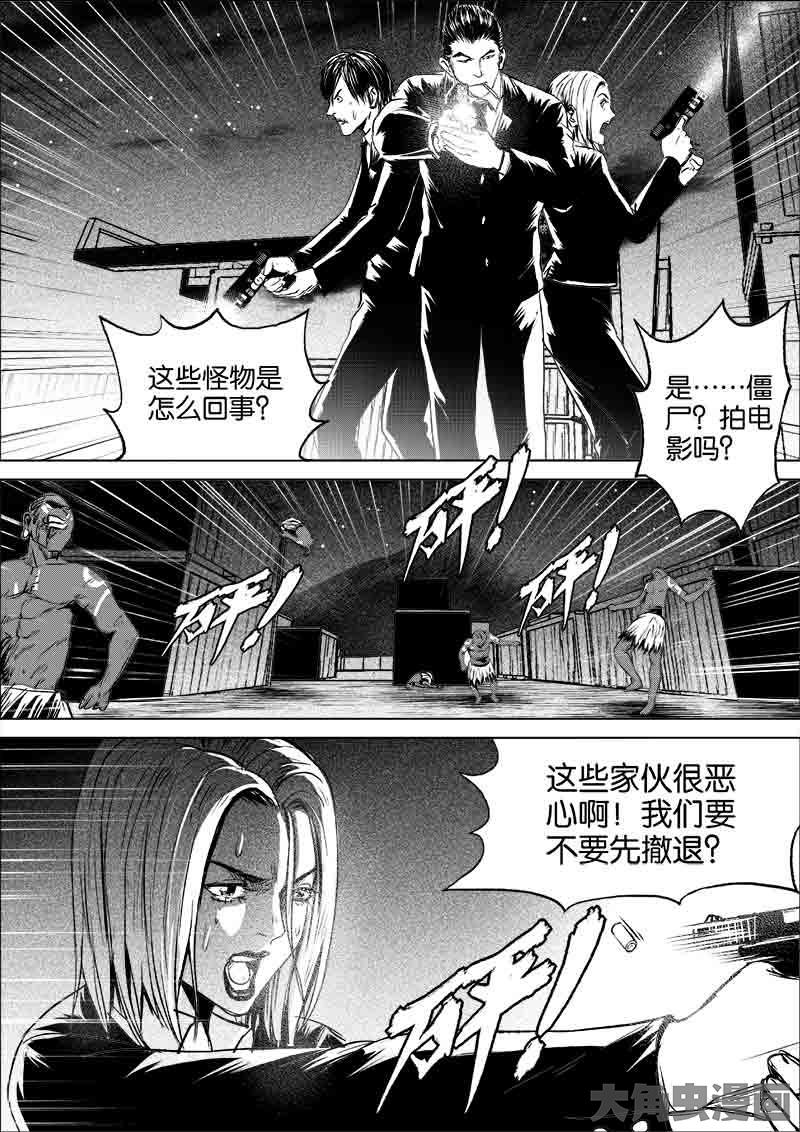 这些怪物是
怎么回事？
是……僵
尸？拍电
影吗？
砰！
砰！
砰！
这些家伙很恶
心啊！我们要
不要先撤退？
砰！
大角虫漫画